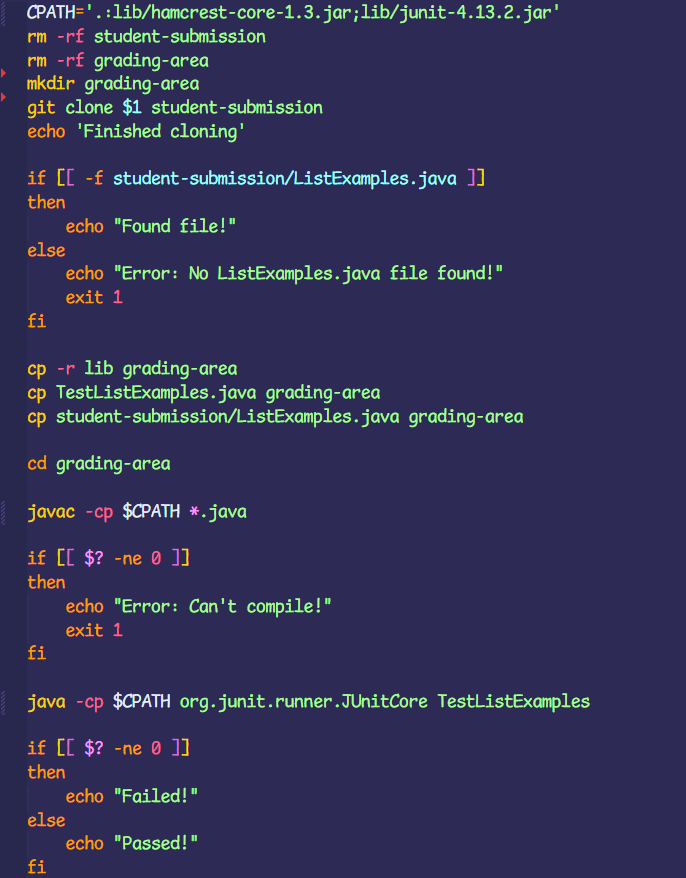 CPATH='.:lib/hamcrest-core-1.3.jar;lib/junit-4.13.2.jar'
rm -rf student-submission
rm -rf grading-area
mkdir grading-area
git clone $1 student-submission
echo 'Finished cloning'

if [[ -f student-submission/ListExamples.java ]]
then
    echo "Found file!"
else
    echo "Error: No ListExamples.java file found!"
    exit 1
fi

cp -r lib grading-area
cp TestListExamples.java grading-area
cp student-submission/ListExamples.java grading-area

cd grading-area

javac -cp $CPATH *.java

if [[ $? -ne 0 ]]
then
    echo "Error: Can't compile!"
    exit 1
fi

java -cp $CPATH org.junit.runner.JUnitCore TestListExamples

if [[ $? -ne 0 ]]
then
    echo "Failed!"
else
    echo "Passed!"
fi